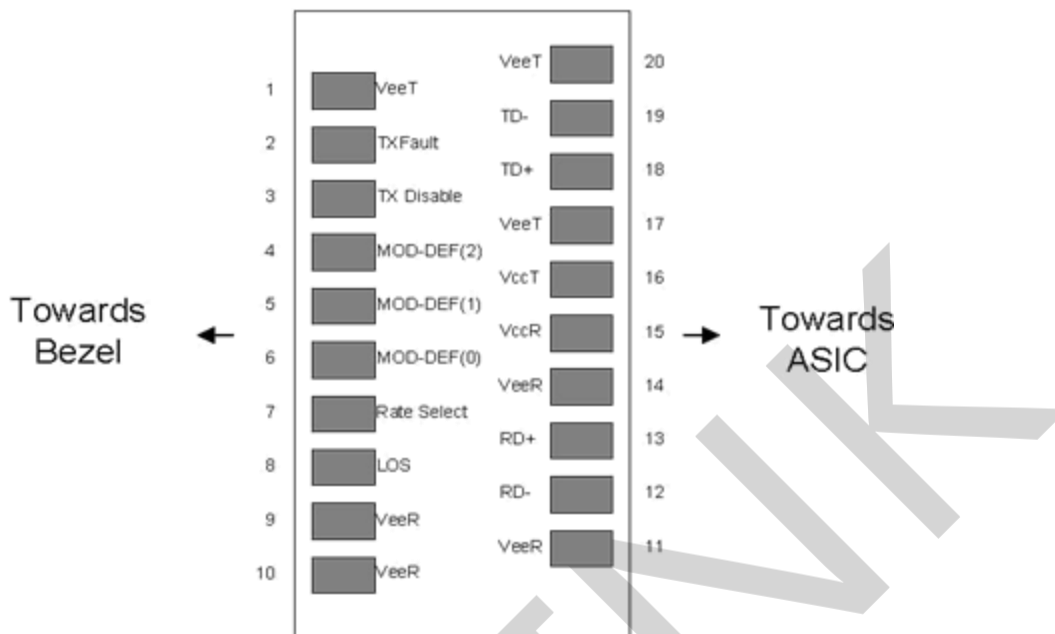 VeeT 20
1 VeeT
TD- 19
2 TXFault
TD+ 18
3 TX Disable
VeeT 17
4 MOD-DEF(2)
VccT 16
5 MOD-DEF(1)
Towards
Bezel
VccR 15
Towards
ASIC
6 MOD-DEF(0)
VeeR 14
7 Rate Select
RD+ 13
8 LOS
RD- 12
9 VeeR
VeeR 11
10 VeeR